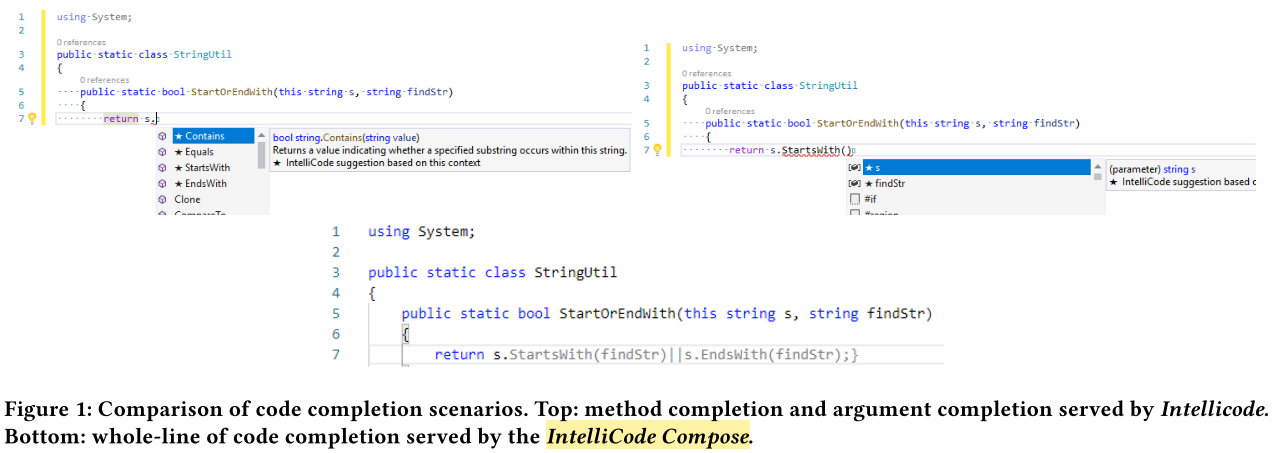 1 using System;
2
0 references
3 public static class StringUtil
4 {
0 references
5 public static bool StartOrEndWith(this string s, string findStr)
6 {
7 return s.
★ Contains
★ Equals
★ StartsWith
★ EndsWith
Clone
CompareTo
bool string.Contains(string value)
Returns a value indicating whether a specified substring occurs within this string.
★ IntelliCode suggestion based on this context
1 using System;
2
0 references
3 public static class StringUtil
4 {
0 references
5 public static bool StartOrEndWith(this string s, string findStr)
6 {
7 return s.StartsWith()
★ s
★ findStr
#if
#region
(parameter) string s
★ IntelliCode suggestion based o
1 using System;
2
3 public static class StringUtil
4 {
5 public static bool StartOrEndWith(this string s, string findStr)
6 {
7 return s.StartsWith(findStr)||s.EndsWith(findStr);}
Figure 1: Comparison of code completion scenarios. Top: method completion and argument completion served by Intellicode.
Bottom: whole-line of code completion served by the IntelliCode Compose.